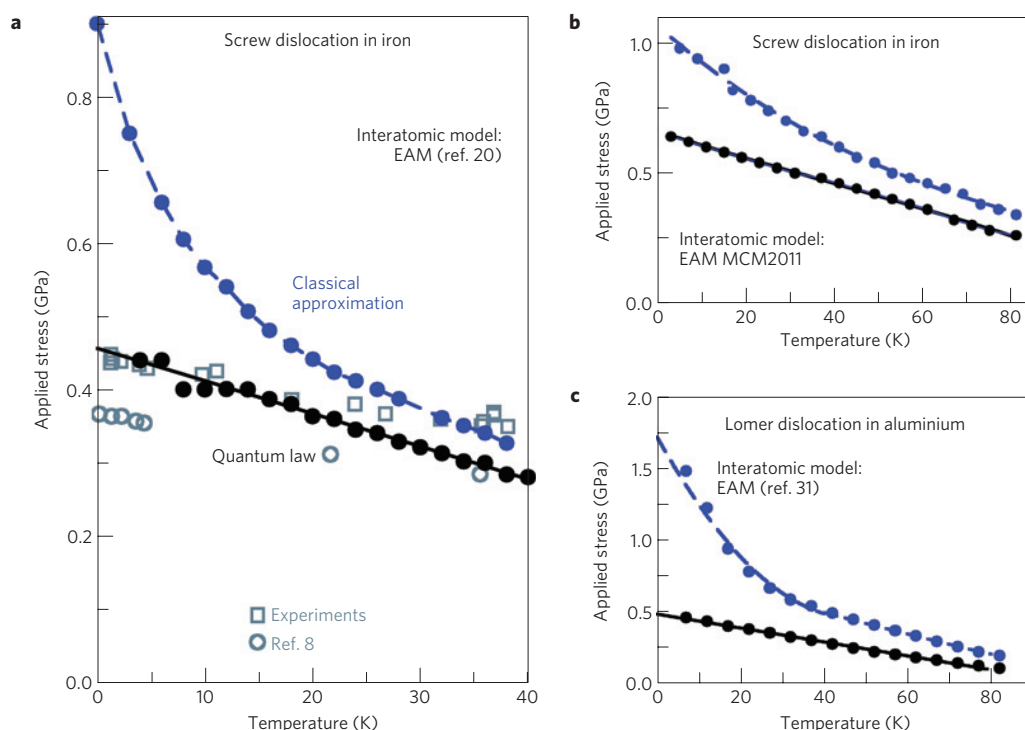 a
Screw dislocation in iron
Interatomic model:
EAM (ref. 20)
Classical
approximation
Quantum law
Experiments
Ref. 8
Applied stress (GPa)
0.8
0.6
0.4
0.2
0.0
0
10
20
30
40
Temperature (K)
b
Screw dislocation in iron
Interatomic model:
EAM MCM2011
Applied stress (GPa)
1.0
0.5
0.0
0
20
40
60
80
Temperature (K)
c
Lomer dislocation in aluminium
Interatomic model:
EAM (ref. 31)
Applied stress (GPa)
2.0
1.5
1.0
0.5
0.0
0
20
40
60
80
Temperature (K)